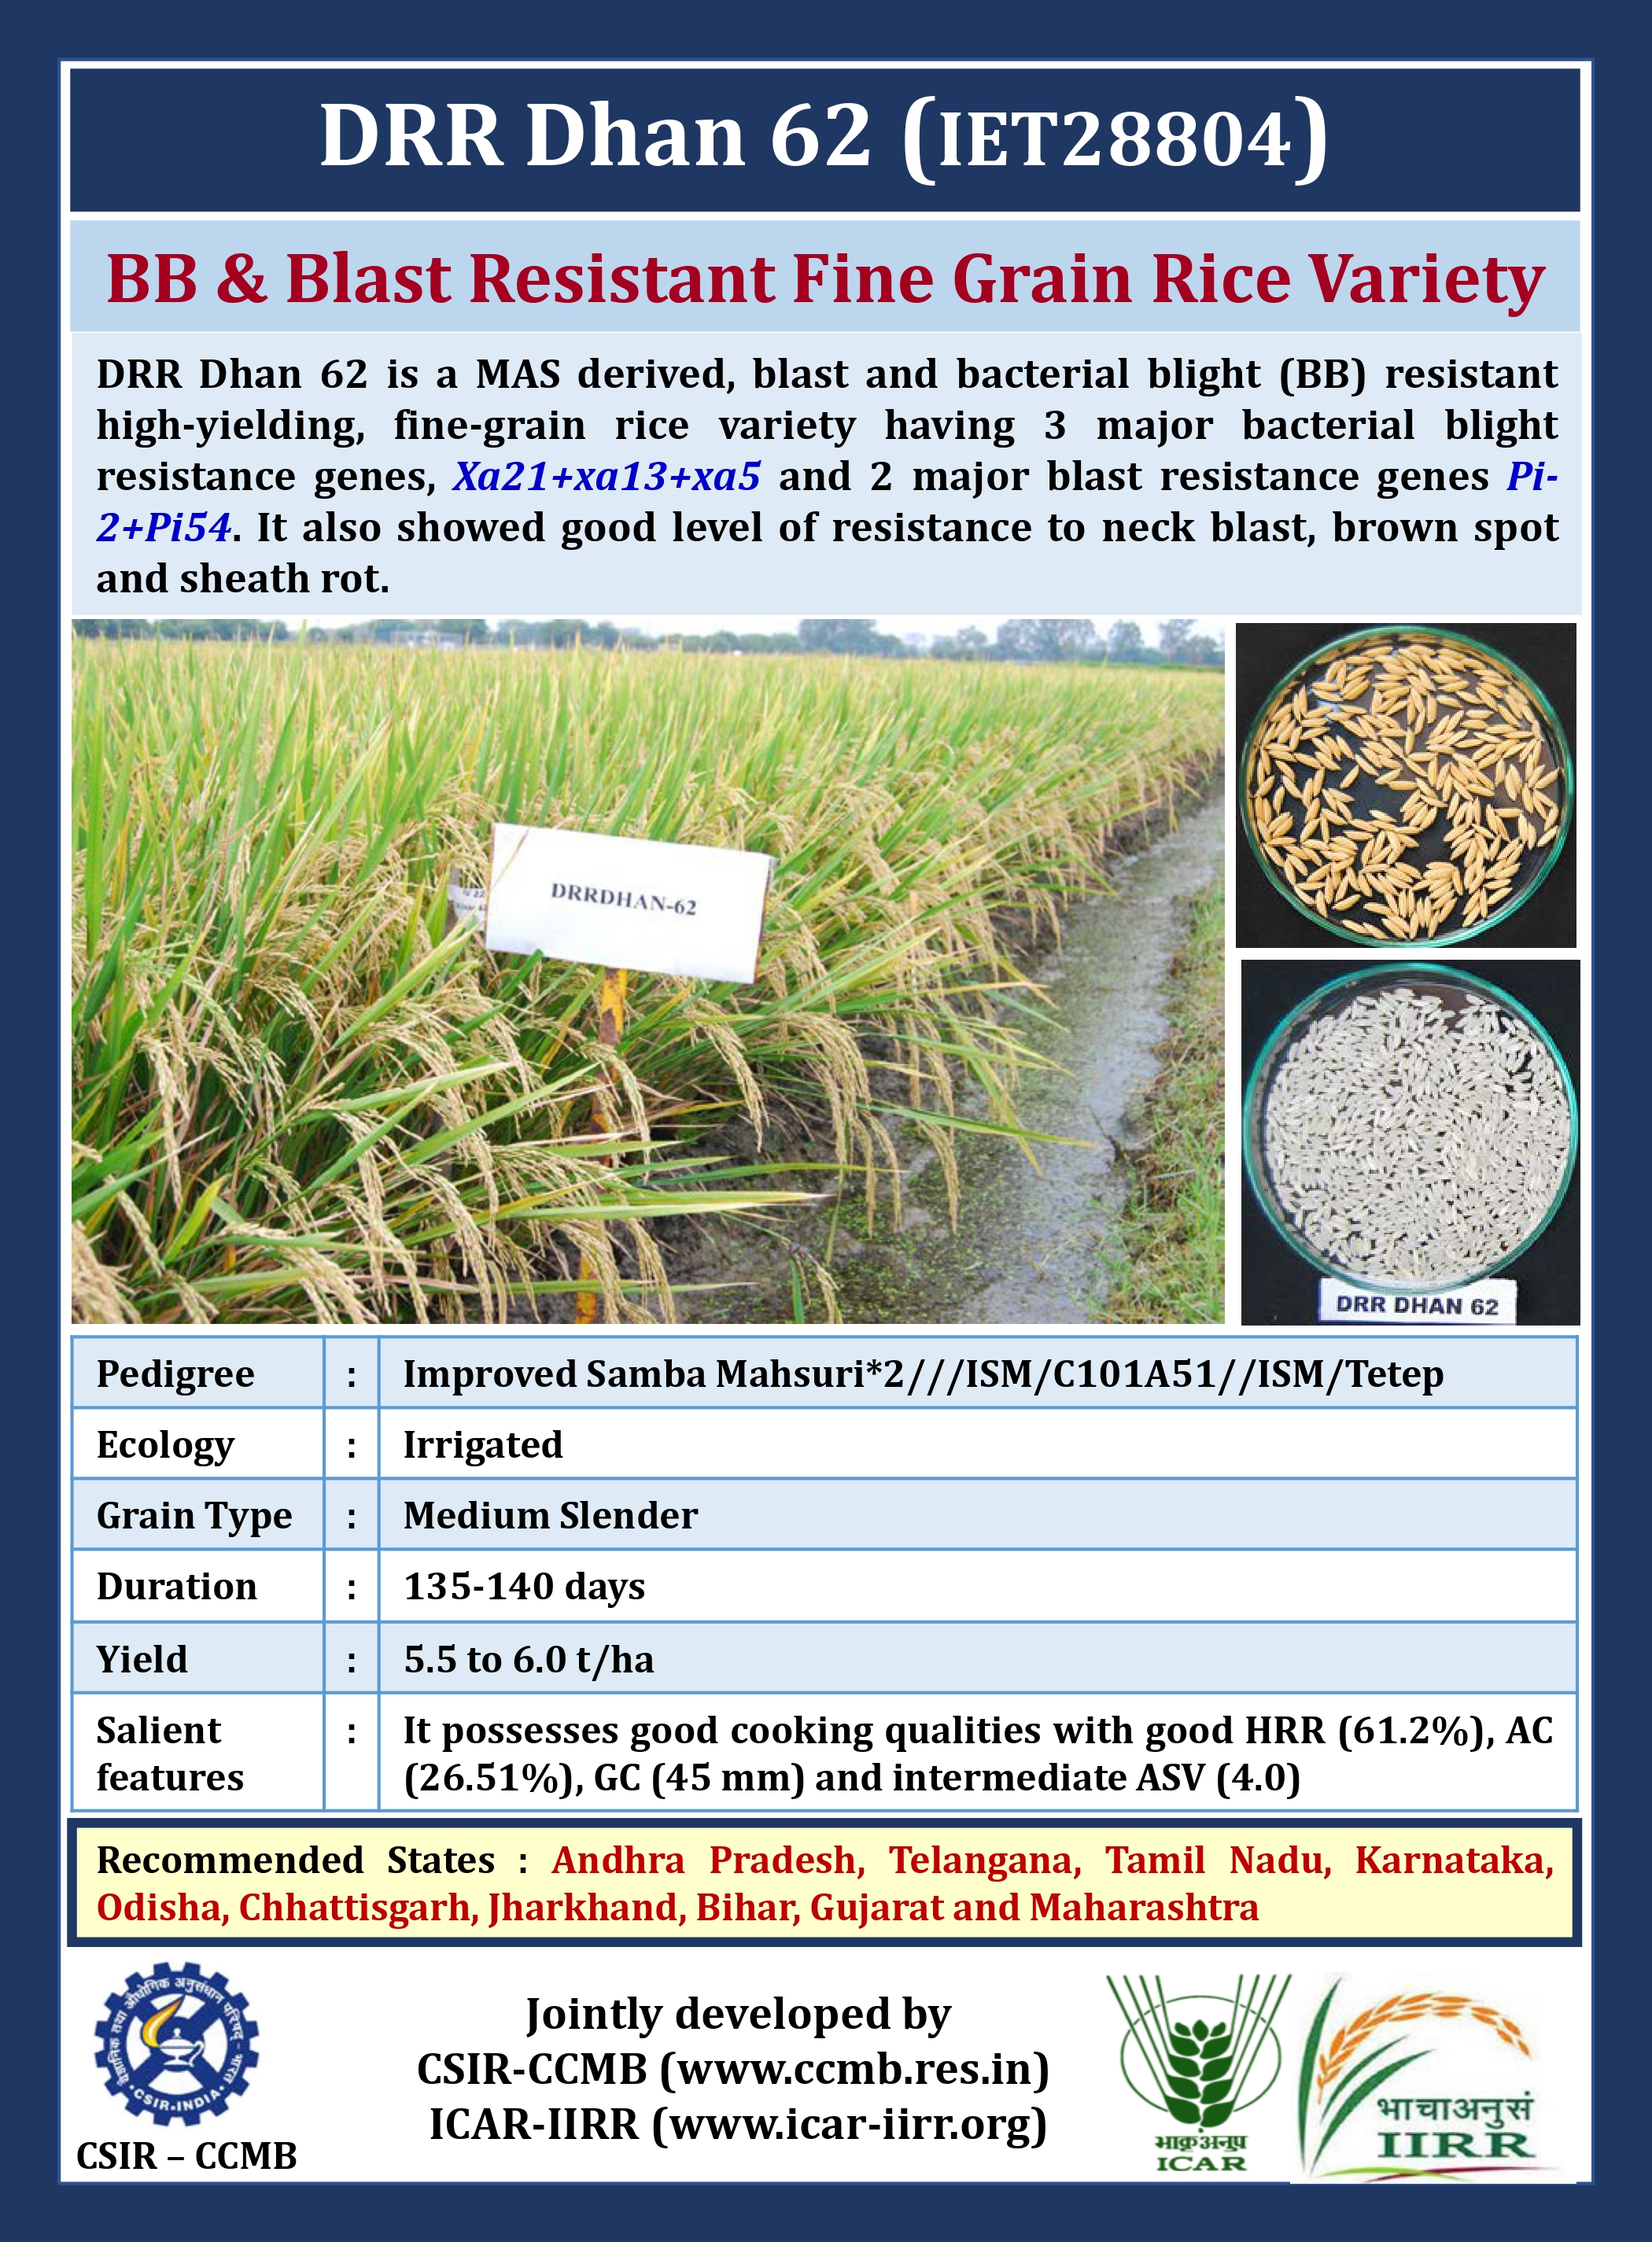 DRR Dhan 62 (IET28804)
BB & Blast Resistant Fine Grain Rice Variety
DRR Dhan 62 is a MAS derived, blast and bacterial blight (BB) resistant
high-yielding, fine-grain rice variety having 3 major bacterial blight
resistance genes, Xa21+xa13+xa5 and 2 major blast resistance genes Pi-
2+Pi54. It also showed good level of resistance to neck blast, brown spot
and sheath rot.
DRRDHAN-62
DRR DHAN 62
Pedigree : Improved Samba Mahsuri*2///ISM/C101A51//ISM/Tetep
Ecology : Irrigated
Grain Type : Medium Slender
Duration : 135-140 days
Yield : 5.5 to 6.0 t/ha
Salient : It possesses good cooking qualities with good HRR (61.2%), AC
features (26.51%), GC (45 mm) and intermediate ASV (4.0)
Recommended States : Andhra Pradesh, Telangana, Tamil Nadu, Karnataka,
Odisha, Chhattisgarh, Jharkhand, Bihar, Gujarat and Maharashtra
वैज्ञानिक तथा औद्योगिक अनुसंधान परिषद - भारत
CSIR-INDIA
CSIR – CCMB
Jointly developed by
CSIR-CCMB (www.ccmb.res.in)
ICAR-IIRR (www.icar-iirr.org)
भाकृअनुप
ICAR
भाचाअनुसं
IIRR